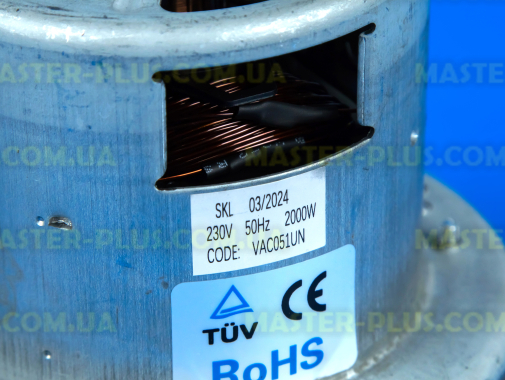 MASTER-PLUS.COM.UA
MASTER-PLUS.COM.UA
SKL 03/2024
230V 50Hz 2000W
CODE: VAC051UN
TÜV CE
RoHS